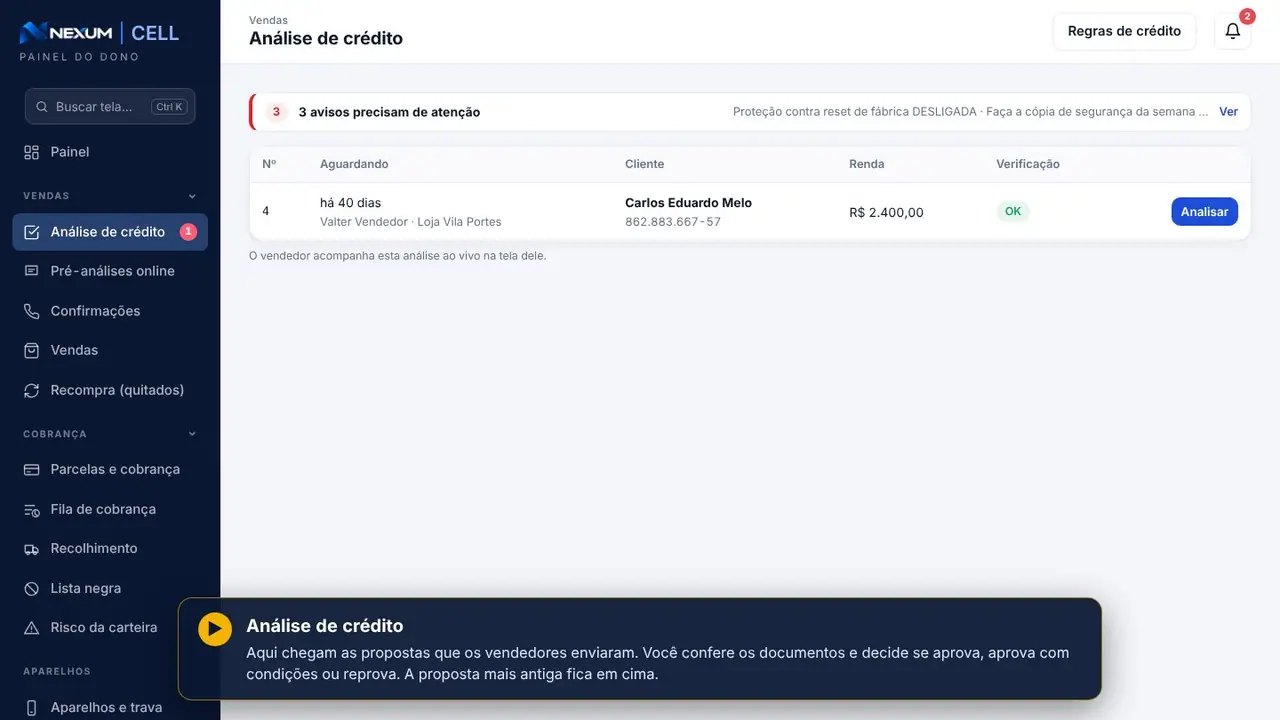 NEXUM | CELL
PAINEL DO DONO
Buscar tela... Ctrl K
Painel
VENDAS
Análise de crédito 1
Pré-análises online
Confirmações
Vendas
Recompra (quitados)
COBRANÇA
Parcelas e cobrança
Fila de cobrança
Recolhimento
Lista negra
Risco da carteira
APARELHOS
Aparelhos e trava
Vendas
Análise de crédito
Regras de crédito
2
3 3 avisos precisam de atenção Proteção contra reset de fábrica DESLIGADA · Faça a cópia de segurança da semana ... Ver
Nº Aguardando Cliente Renda Verificação
4 há 40 dias Carlos Eduardo Melo R$ 2.400,00 OK Analisar
Valter Vendedor · Loja Vila Portes 862.883.667-57
O vendedor acompanha esta análise ao vivo na tela dele.
Análise de crédito
Aqui chegam as propostas que os vendedores enviaram. Você confere os documentos e decide se aprova, aprova com
condições ou reprova. A proposta mais antiga fica em cima.